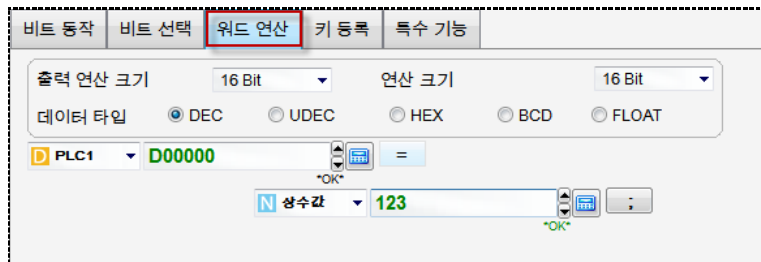 비트 동작 비트 선택 워드 연산 키 등록 특수 기능
출력 연산 크기 16 Bit 연산 크기 16 Bit
데이터 타입 DEC UDEC HEX BCD FLOAT
D PLC1 D00000 =
*OK*
N 상수값 123 ;
*OK*